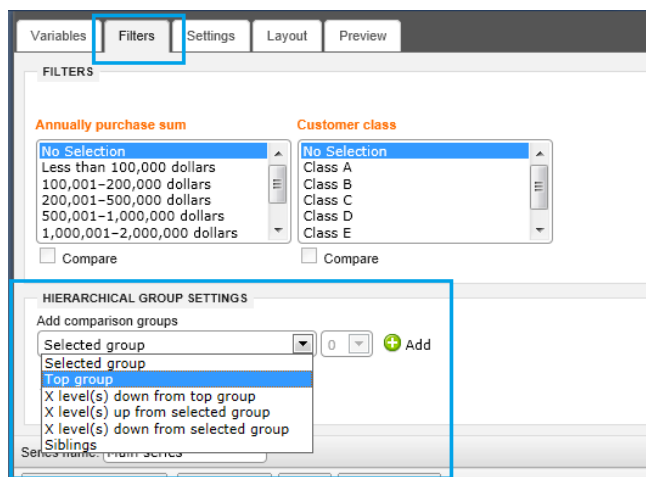 Variables Filters Settings Layout Preview
FILTERS
Annually purchase sum Customer class
No Selection No Selection
Less than 100,000 dollars Class A
100,001–200,000 dollars Class B
200,001–500,000 dollars Class C
500,001–1,000,000 dollars Class D
1,000,001–2,000,000 dollars Class E
Compare Compare
HIERARCHICAL GROUP SETTINGS
Add comparison groups
Selected group 0 Add
Selected group
Top group
X level(s) down from top group
X level(s) up from selected group
X level(s) down from selected group
Siblings
Series name: Main series